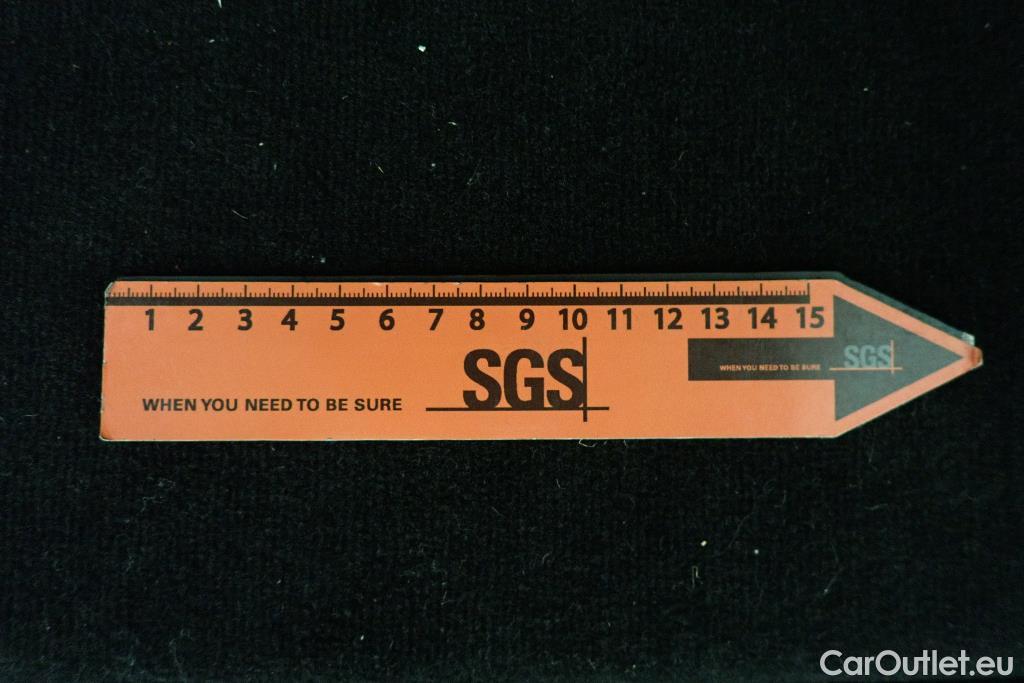 1 2 3 4 5 6 7 8 9 10 11 12 13 14 15
SGS
WHEN YOU NEED TO BE SURE
SGS
WHEN YOU NEED TO BE SURE
CarOutlet.eu